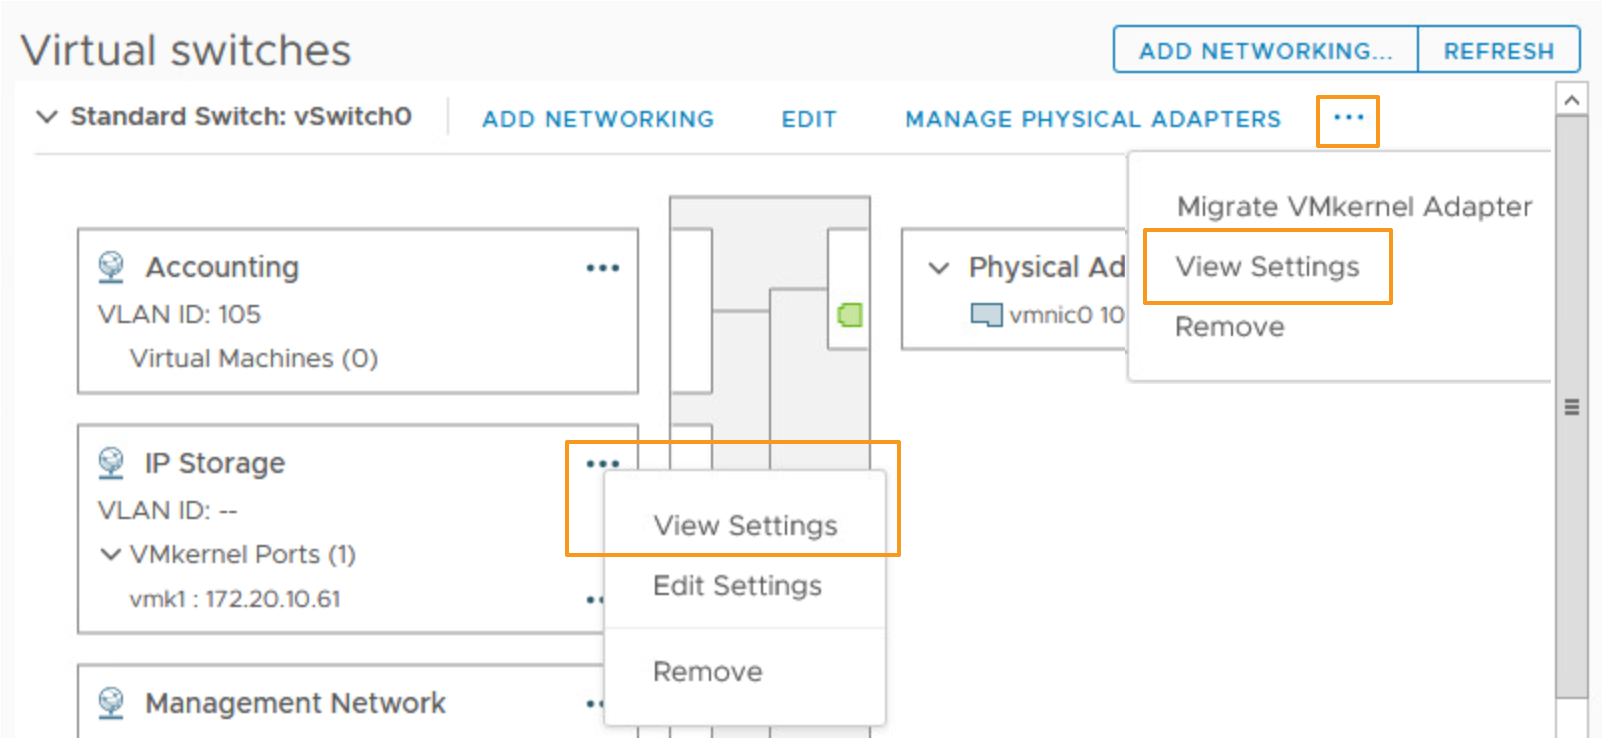 Virtual switches
ADD NETWORKING...
REFRESH
Standard Switch: vSwitch0
ADD NETWORKING
EDIT
MANAGE PHYSICAL ADAPTERS
...
Migrate VMkernel Adapter
View Settings
Remove
Accounting
VLAN ID: 105
Virtual Machines (0)
Physical Ad
vmnic0 10
IP Storage
VLAN ID: --
VMkernel Ports (1)
vmk1 : 172.20.10.61
View Settings
Edit Settings
Remove
Management Network